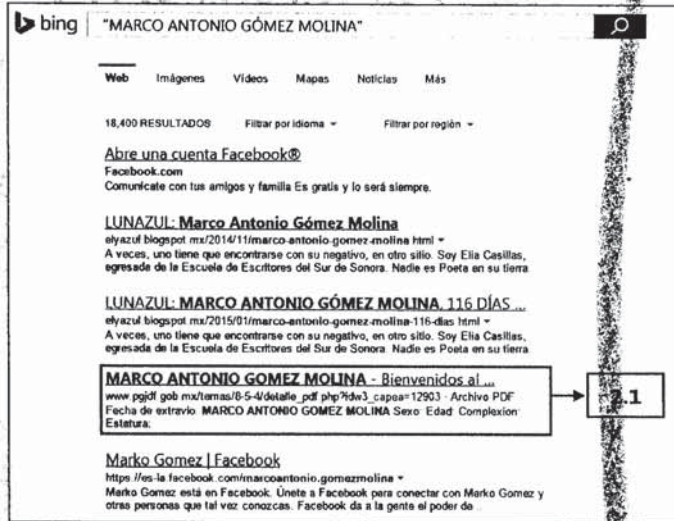 bing "MARCO ANTONIO GÓMEZ MOLINA"
Web Imágenes Vídeos Mapas Noticias Más
18,400 RESULTADOS Filtrar por idioma Filtrar por región
Abre una cuenta Facebook®
Facebook.com
Comunícate con tus amigos y familia Es gratis y lo será siempre.
LUNAZUL: Marco Antonio Gómez Molina
elyazul blogspot mx/2014/11/marco-antonio-gomez-molina html
A veces, uno tiene que encontrarse con su negativo, en otro sitio. Soy Elia Casillas,
egresada de la Escuela de Escritores del Sur de Sonora. Nadie es Poeta en su tierra
LUNAZUL: MARCO ANTONIO GÓMEZ MOLINA, 116 DÍAS ...
elyazul blogspot mx/2015/01/marco-antonio-gomez-molina-116-dias html
A veces, uno tiene que encontrarse con su negativo, en otro sitio. Soy Elia Casillas,
egresada de la Escuela de Escritores del Sur de Sonora. Nadie es Poeta en su tierra
MARCO ANTONIO GOMEZ MOLINA - Bienvenidos al ...
www pgjdf gob mx/temas/8-5-4/detalle_pdf php?idw3_capea=12903 · Archivo PDF
Fecha de extravio MARCO ANTONIO GOMEZ MOLINA Sexo Edad Complexion
Estatura:
2.1
Marko Gomez | Facebook
https //es-la facebook.com/marcoantonio.gomezmolina
Marko Gomez está en Facebook. Únete a Facebook para conectar con Marko Gomez y
otras personas que tal vez conozcas. Facebook da a la gente el poder de